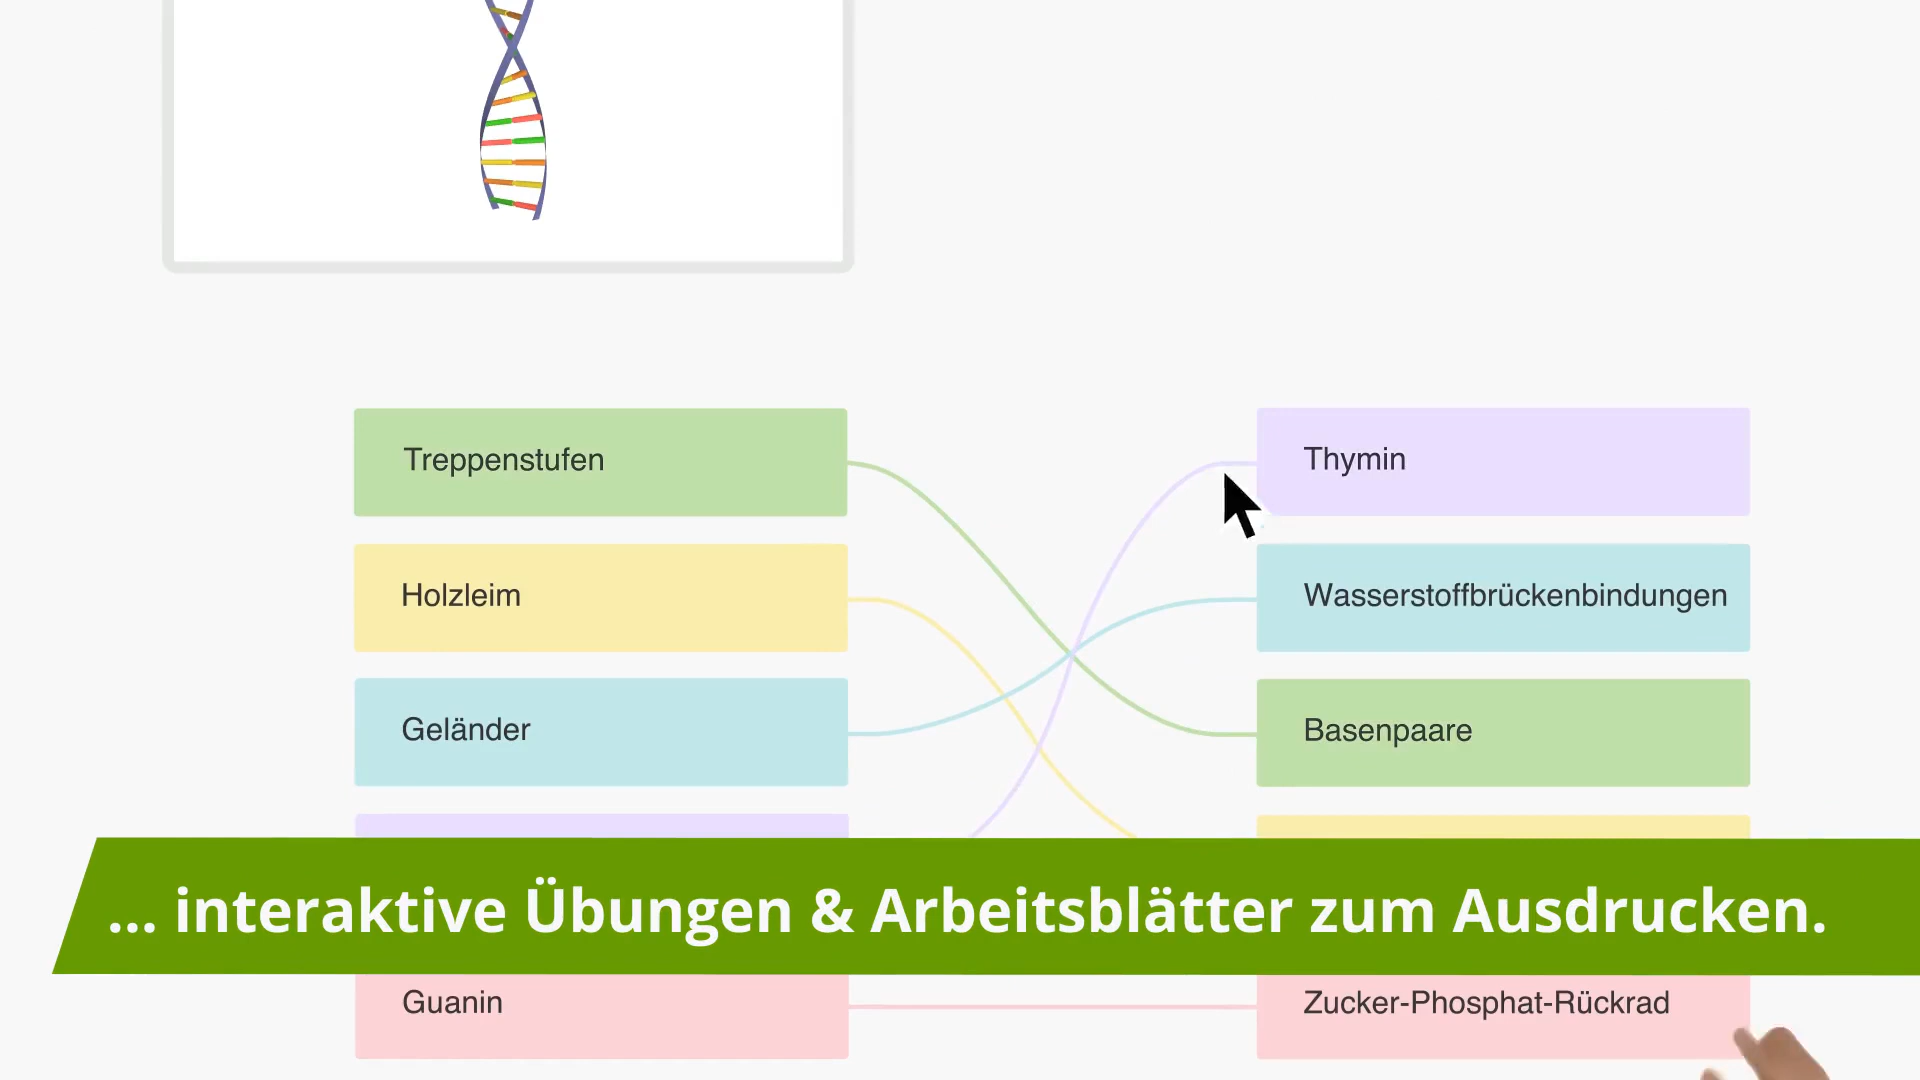 Treppenstufen
Thymin
Holzleim
Wasserstoffbrückenbindungen
Geländer
Basenpaare
... interaktive Übungen & Arbeitsblätter zum Ausdrucken.
Guanin
Zucker-Phosphat-Rückrad